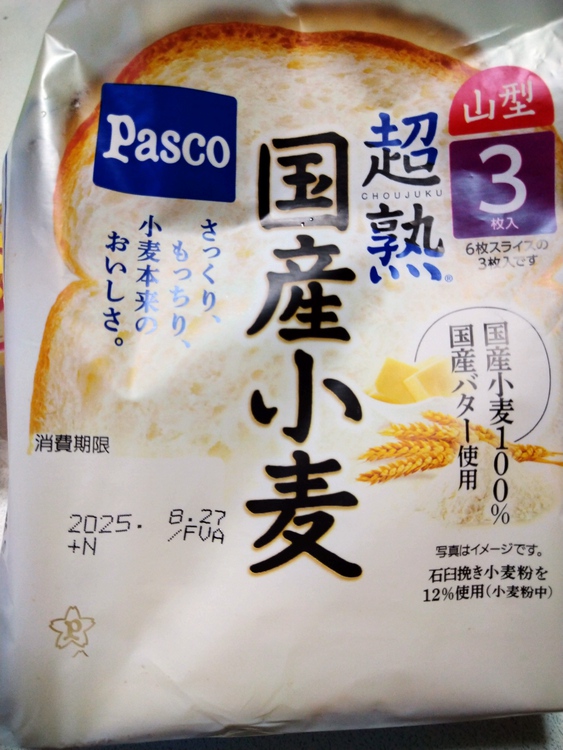 Pasco
超熟
CHOUJUKU
®
国産小麦
山型
3
枚入
6枚スライスの
3枚入です
さっくり、
もっちり、
小麦本来の
おいしさ。
国産小麦100%
国産バター使用
消費期限
2025. 8.27
+N /FVA
写真はイメージです。
石臼挽き小麦粉を
12%使用(小麦粉中)
P